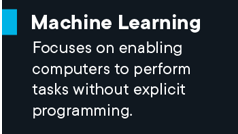 Machine Learning
Focuses on enabling
computers to perform
tasks without explicit
programming.